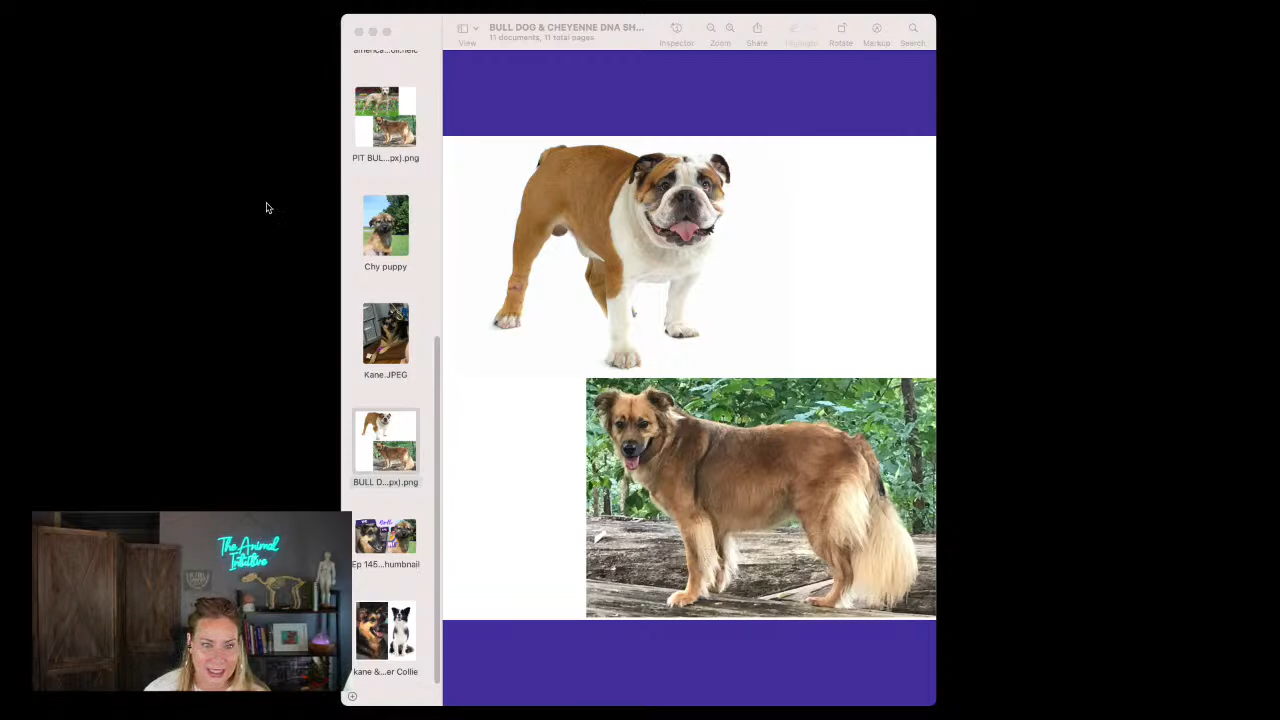 BULL DOG & CHEYENNE DNA SH...
11 documents, 11 total pages
View
Inspector
Zoom
Share
Highlight
Rotate
Markup
Search
PIT BUL...px).png
Chy puppy
Kane.JPEG
BULL D...px).png
Ep 145...humbnail
kane &...er Collie
The Animal
Intuitive